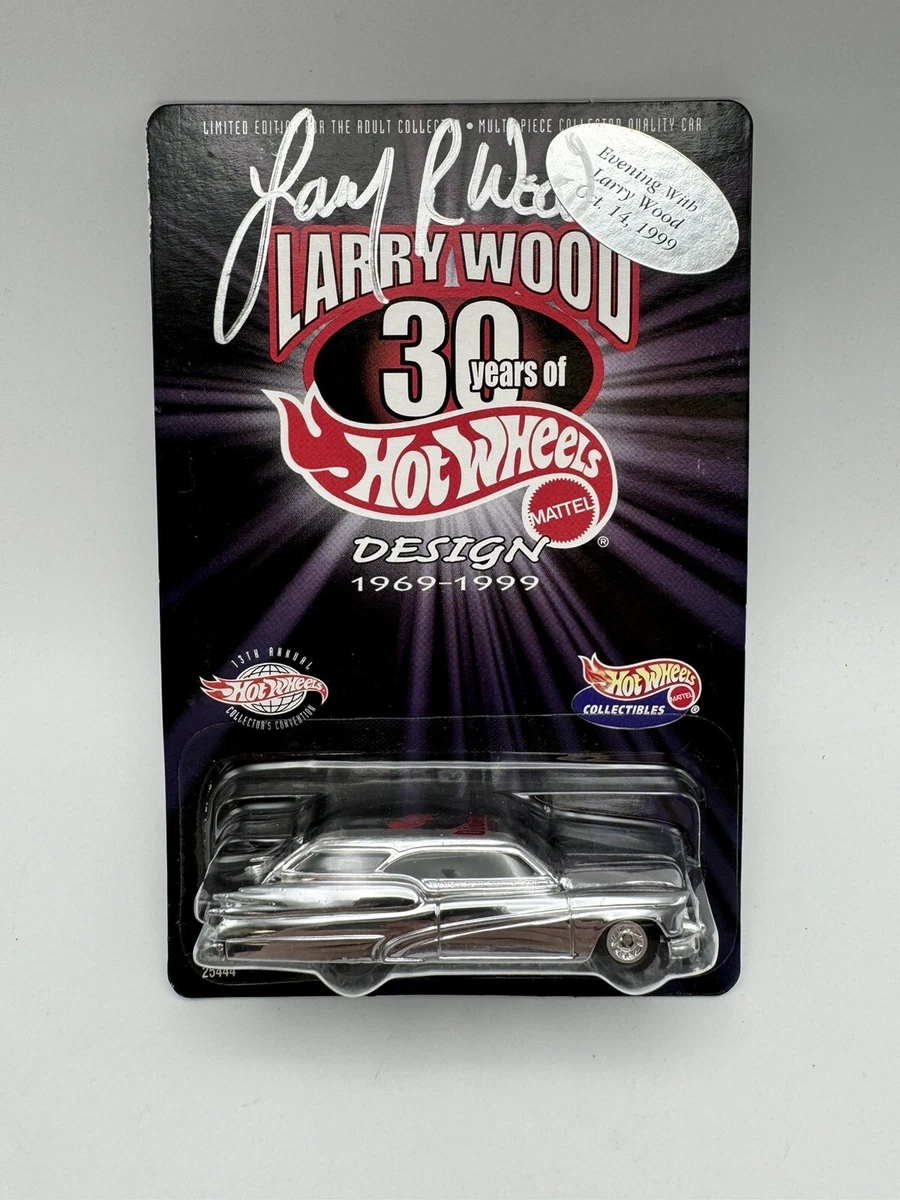 LIMITED EDITION FOR THE ADULT COLLECTOR • MULTI-PIECE COLLECTOR QUALITY CAR
Larry R Wood
Evening With
Larry Wood
Oct. 14, 1999
LARRY WOOD
30
years of
HOT WHEELS
MATTEL
®
DESIGN
1969-1999
13TH ANNUAL
HOT WHEELS
COLLECTOR'S CONVENTION
HOT WHEELS
MATTEL
COLLECTIBLES ®
25444